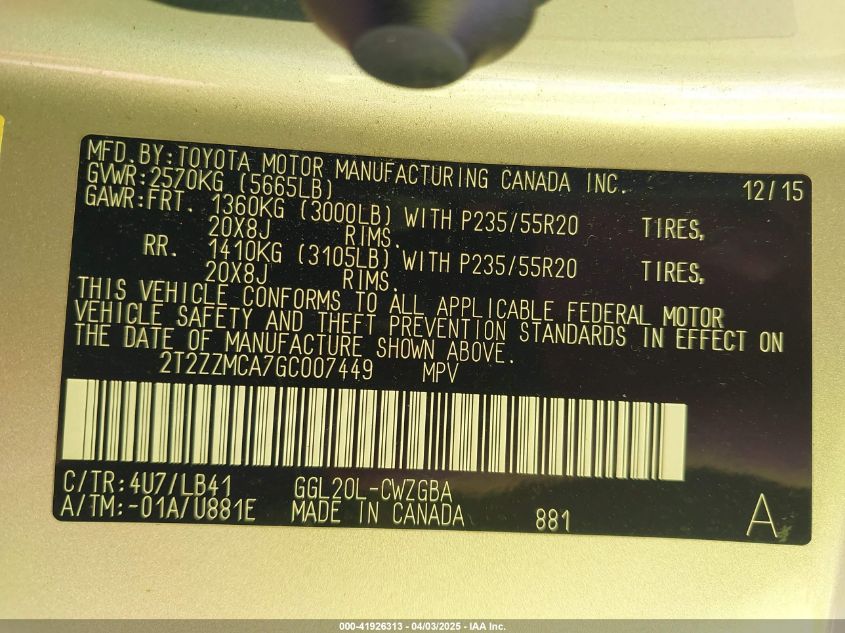 MFD.BY:TOYOTA MOTOR MANUFACTURING CANADA INC. 12/15
GVWR:2570KG (5665LB)
GAWR:FRT. 1360KG (3000LB) WITH P235/55R20 TIRES,
20X8J RIMS.
RR. 1410KG (3105LB) WITH P235/55R20 TIRES,
20X8J RIMS.
THIS VEHICLE CONFORMS TO ALL APPLICABLE FEDERAL MOTOR
VEHICLE SAFETY AND THEFT PREVENTION STANDARDS IN EFFECT ON
THE DATE OF MANUFACTURE SHOWN ABOVE.
2T2ZZMCA7GC007449 MPV
C/TR:4U7/LB41 GGL20L-CWZGBA
A/TM:-01A/U881E MADE IN CANADA 881 A
000-41926313 - 04/03/2025 - IAA Inc.